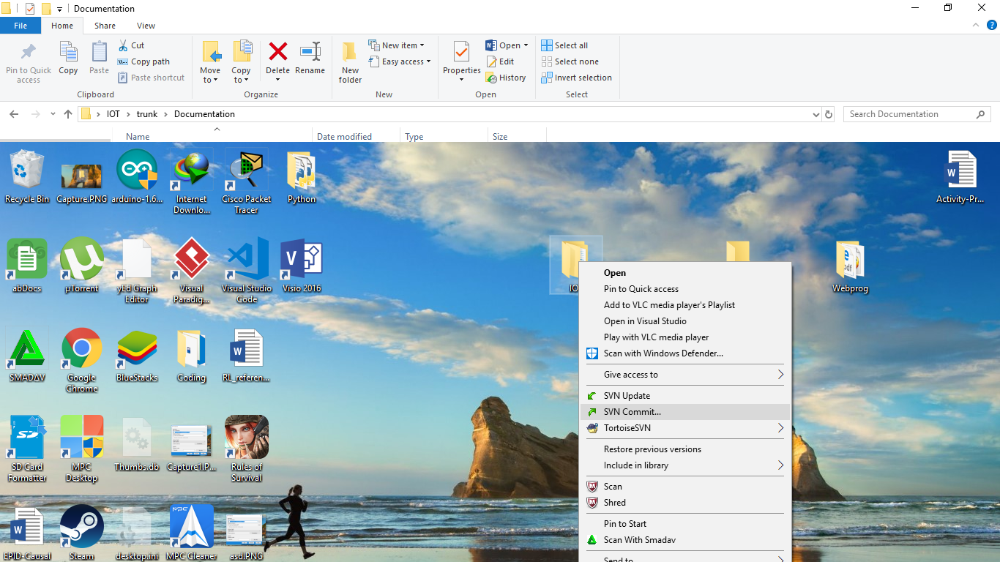 Documentation
File Home Share View
Pin to Quick access
Copy
Paste
Cut
Copy path
Paste shortcut
Clipboard
Move to
Copy to
Delete
Rename
Organize
New folder
New item
Easy access
New
Properties
Open
Edit
History
Open
Select all
Select none
Invert selection
Select
IOT trunk Documentation
Search Documentation
Name Date modified Type Size
Recycle Bin
Capture.PNG
arduino-1.6...
Internet Downlo...
Cisco Packet Tracer
Python
Activity-Pr...
abDocs
µTorrent
yEd Graph Editor
Visual Paradig...
Visual Studio Code
Visio 2016
Webprog
SMADΔV
Google Chrome
BlueStacks
Coding
RL_referen...
SD Card Formatter
MPC Desktop
Thumbs.db
Capture1.P...
Rules of Survival
EPID-Causal
Steam
desktop.ini
MPC Cleaner
asd.PNG
Open
Pin to Quick access
Add to VLC media player's Playlist
Open in Visual Studio
Play with VLC media player
Scan with Windows Defender...
Give access to
SVN Update
SVN Commit...
TortoiseSVN
Restore previous versions
Include in library
Scan
Shred
Pin to Start
Scan With Smadav
Send to